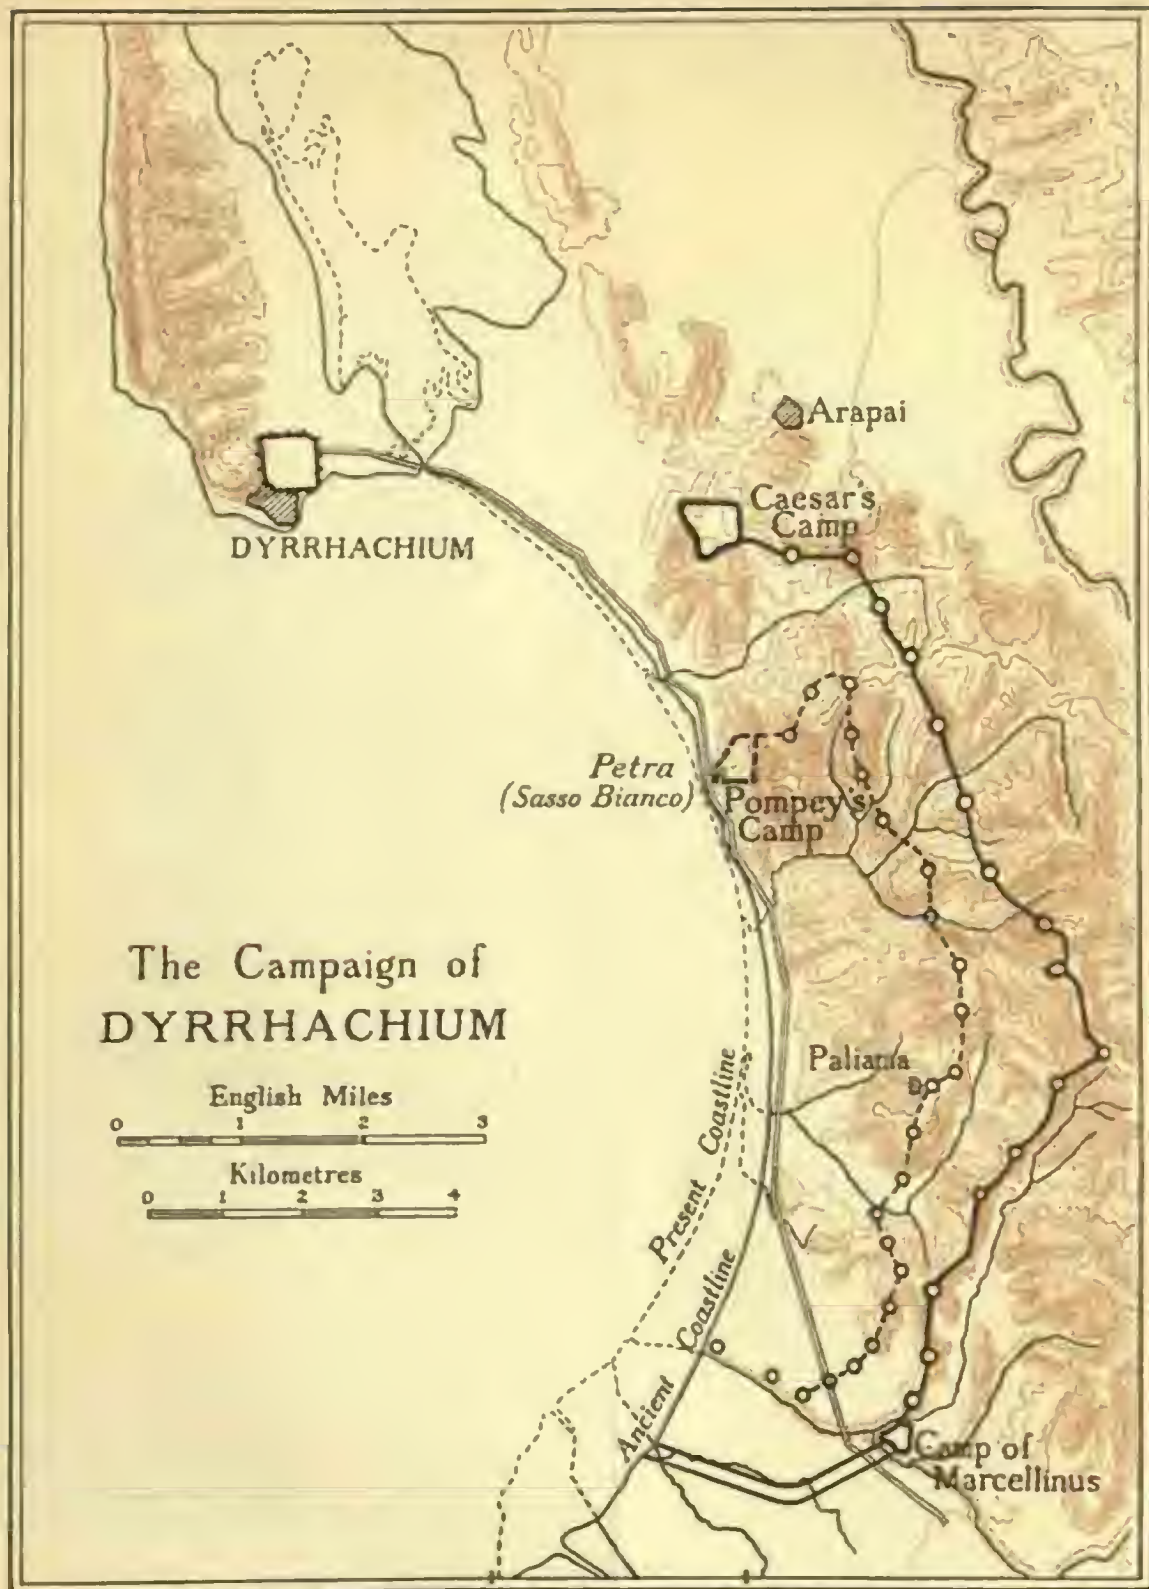 Arapai
Caesar's
Camp
DYRRHACHIUM
Petra
(Sasso Bianco)
Pompey's
Camp
The Campaign of
DYRRHACHIUM
English Miles
0 1 2 3
Kilometres
0 1 2 3 4
Paliama
Present Coastline
Ancient Coastline
Camp of
Marcellinus